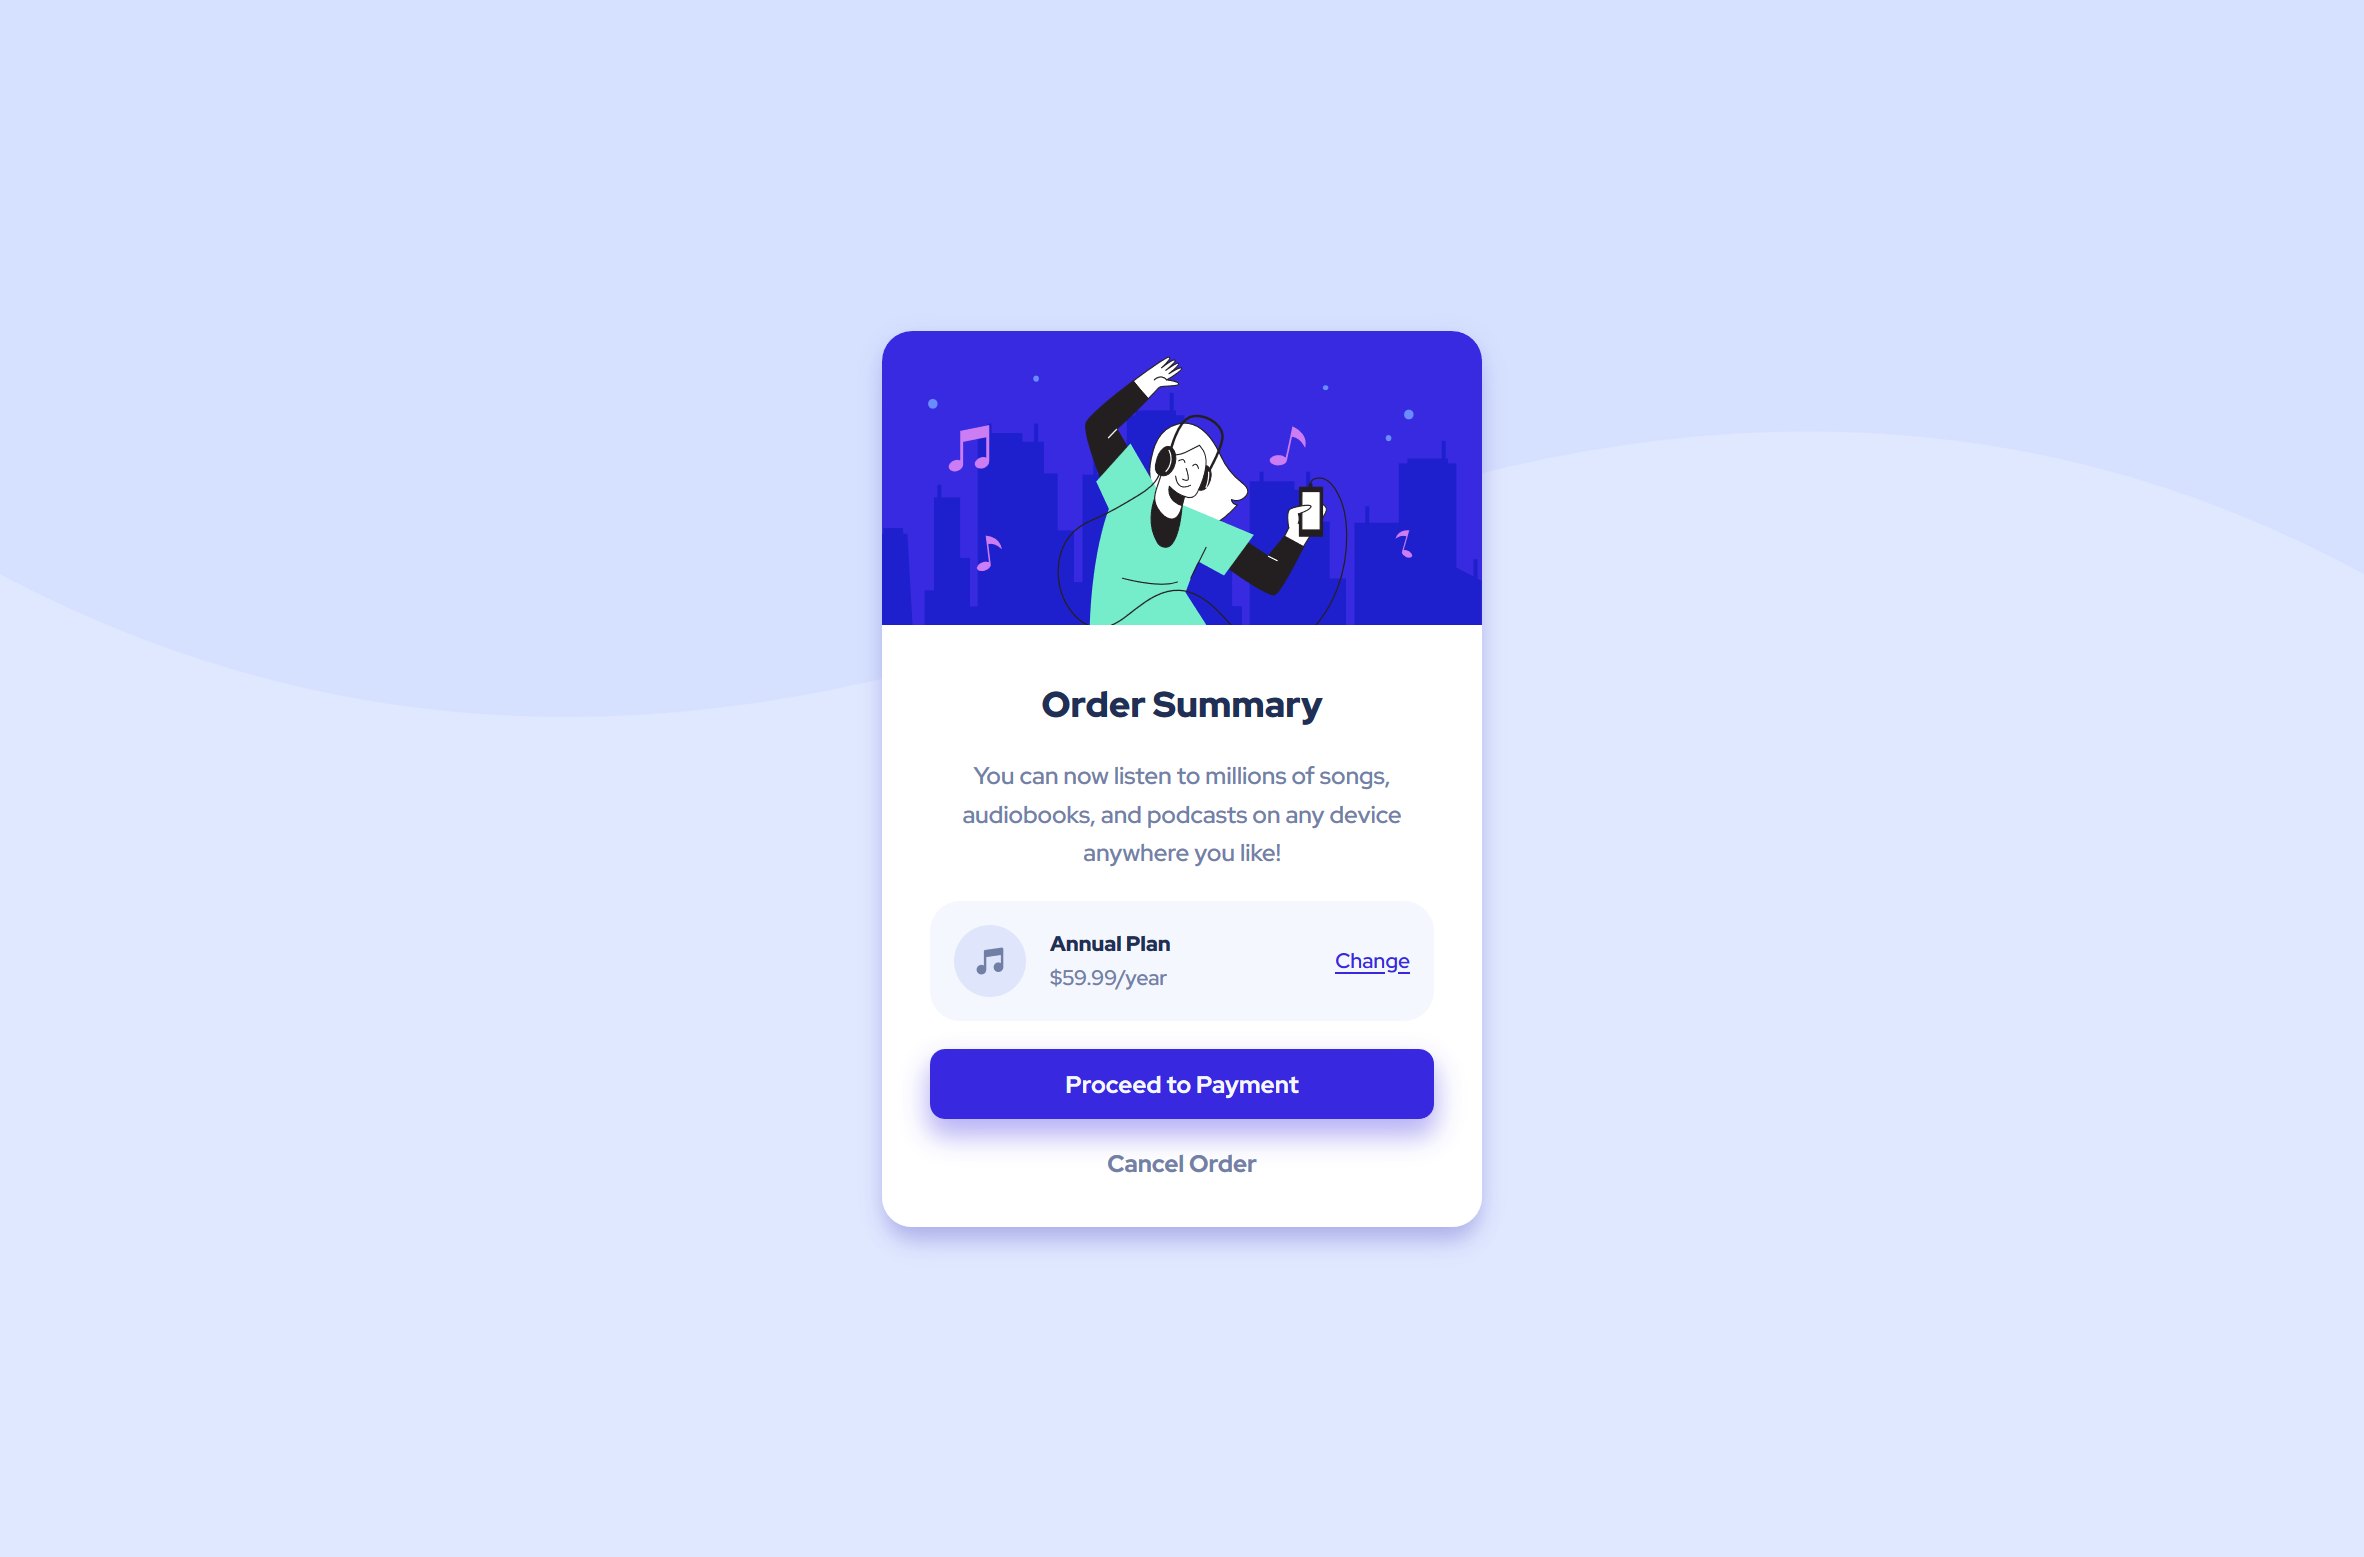 Order Summary
You can now listen to millions of songs,
audiobooks, and podcasts on any device
anywhere you like!
Annual Plan
$59.99/year
Change
Proceed to Payment
Cancel Order